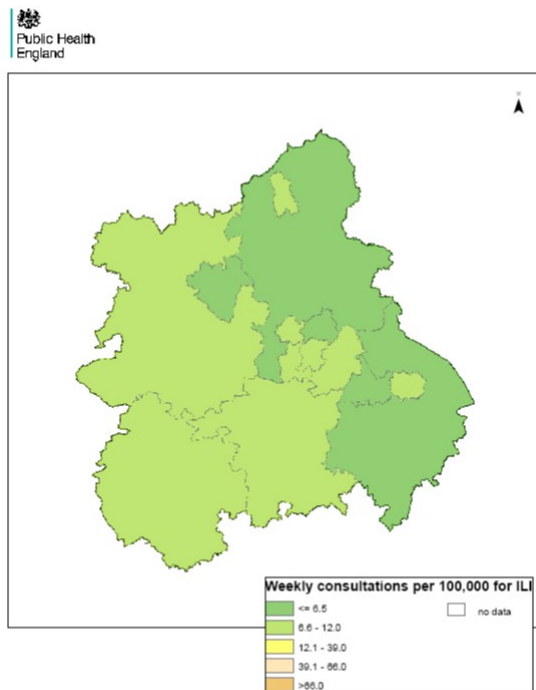 Public Health
England
Weekly consultations per 100,000 for ILI
<= 6.5
no data
6.6 - 12.0
12.1 - 39.0
39.1 - 66.0
>66.0